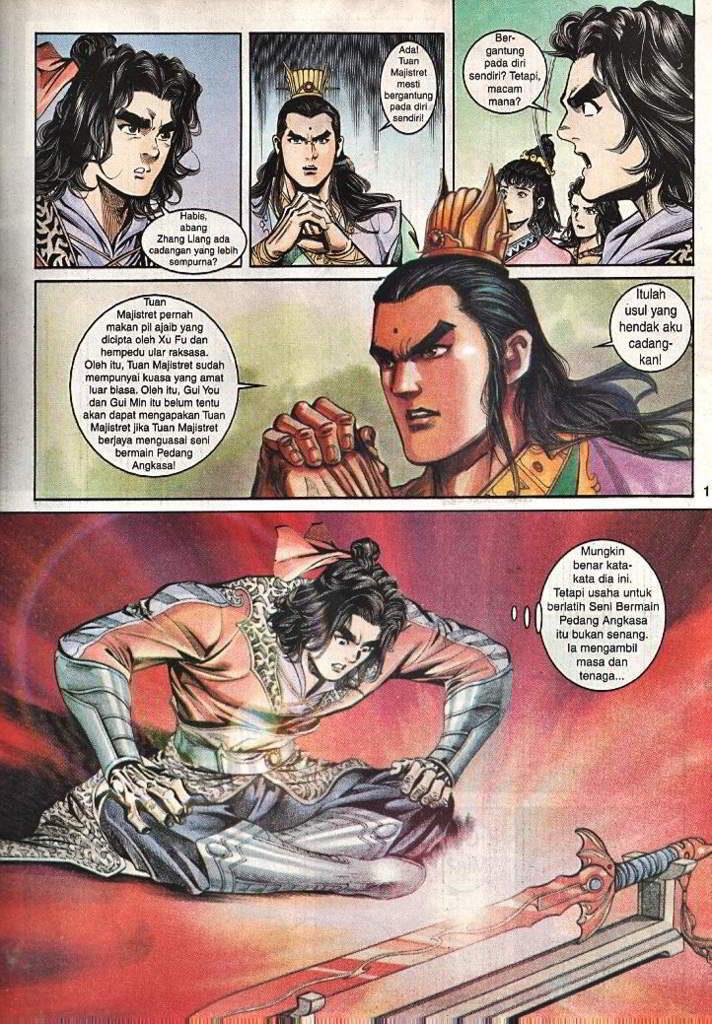 Habis,
abang
Zhang Liang ada
cadangan yang lebih
sempurna?
Ada!
Tuan
Majistret
mesti
bergantung
pada diri
sendiri!
Ber-
gantung
pada diri
sendiri? Tetapi,
macam
mana?
Tuan
Majistret pernah
makan pil ajaib yang
dicipta oleh Xu Fu dan
hempedu ular raksasa.
Oleh itu, Tuan Majistret sudah
mempunyai kuasa yang amat
luar biasa. Oleh itu, Gui You
dan Gui Min itu belum tentu
akan dapat mengapakan Tuan
Majistret jika Tuan Majistret
berjaya menguasai seni
bermain Pedang
Angkasa!
Itulah
usul yang
hendak aku
cadang-
kan!
1
Mungkin
benar kata-
kata dia ini.
Tetapi usaha untuk
berlatih Seni Bermain
Pedang Angkasa
itu bukan senang.
Ia mengambil
masa dan
tenaga...